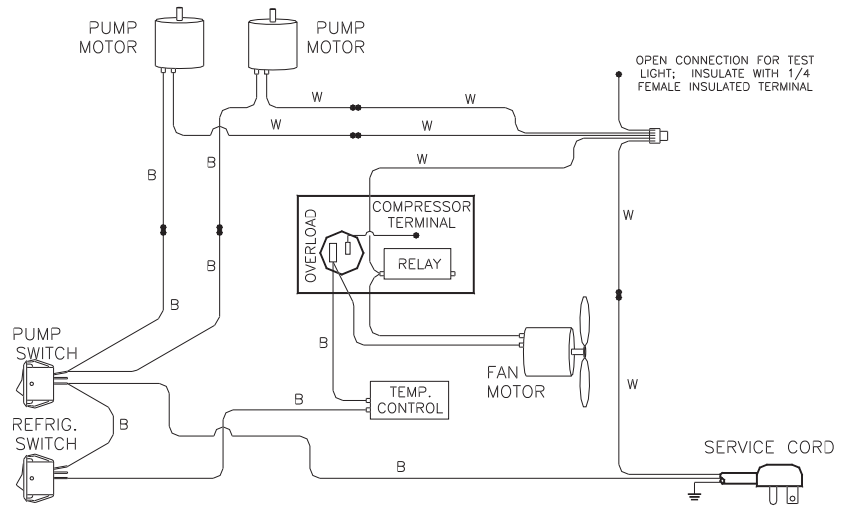 PUMP
MOTOR
PUMP
MOTOR
OPEN CONNECTION FOR TEST
LIGHT; INSULATE WITH 1/4
FEMALE INSULATED TERMINAL
W
W
W
W
W
B
B
W
OVERLOAD
COMPRESSOR
TERMINAL
RELAY
B
B
PUMP
SWITCH
B
FAN
MOTOR
W
TEMP.
CONTROL
B
B
REFRIG.
SWITCH
B
SERVICE CORD